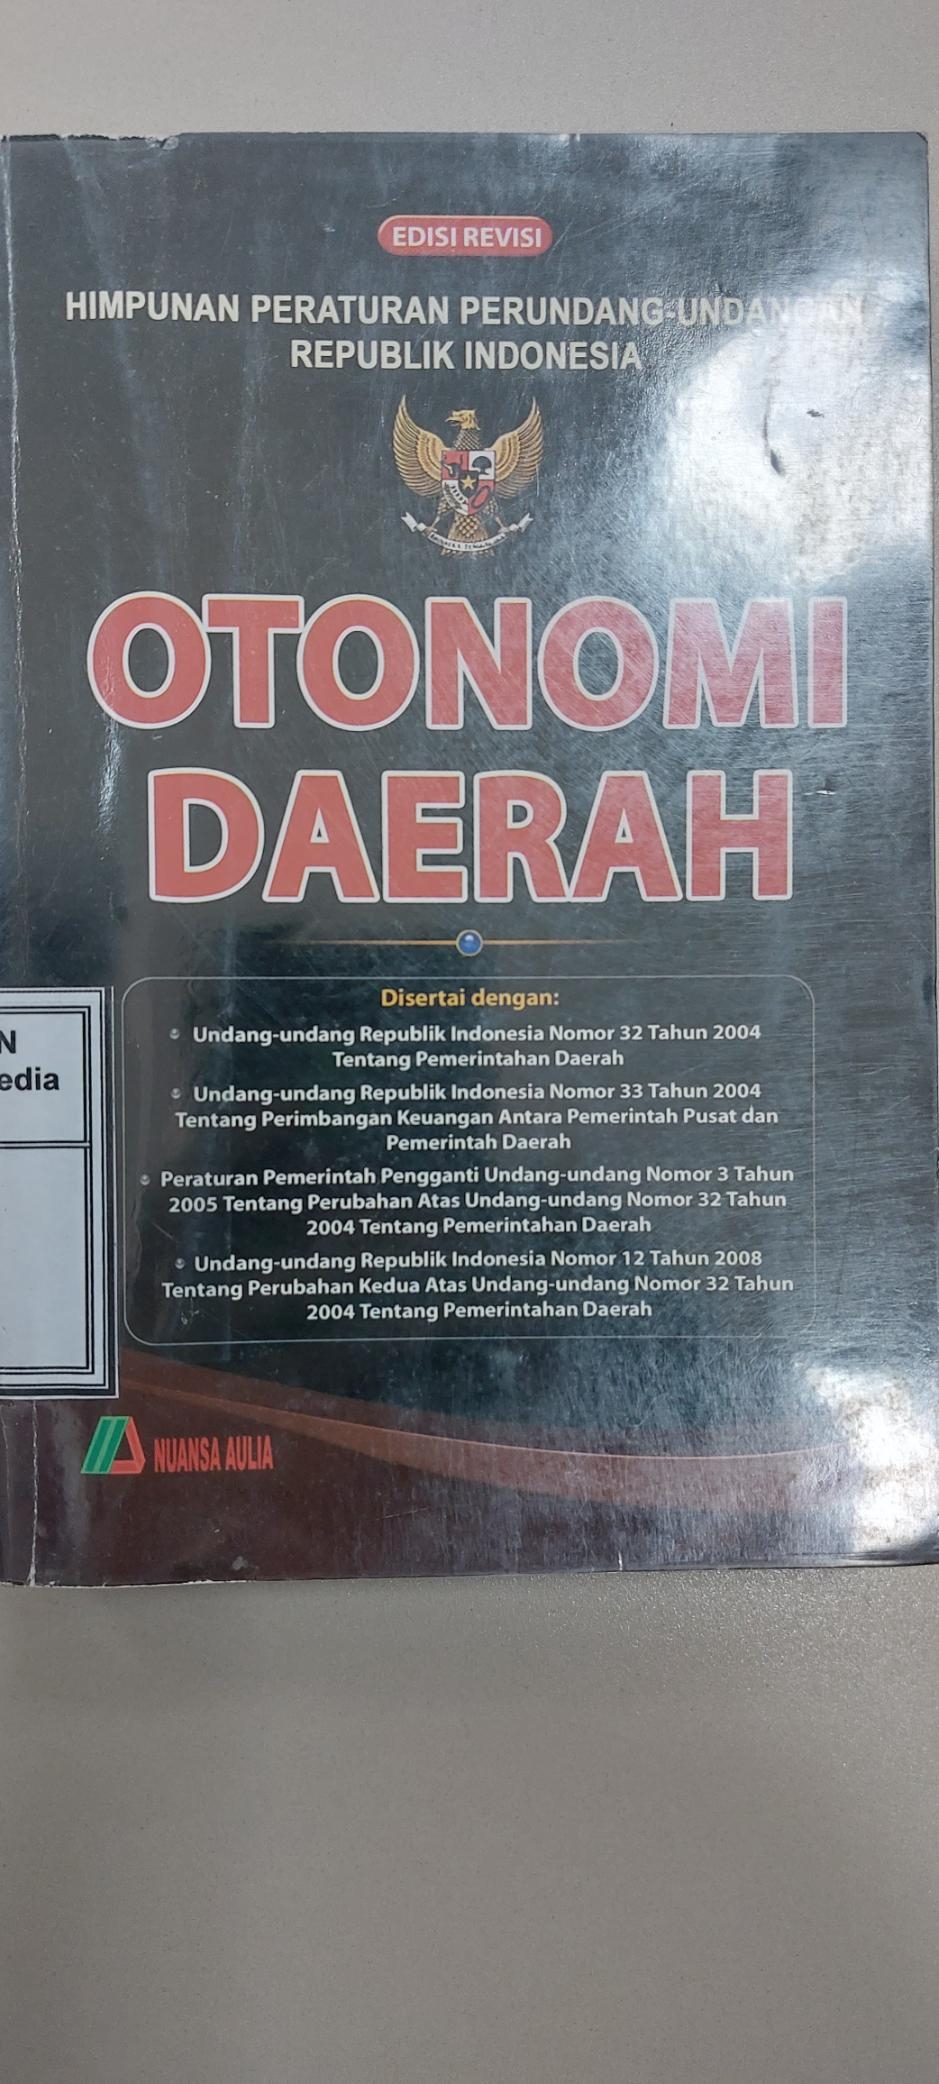 EDISI REVISI
HIMPUNAN PERATURAN PERUNDANG-UNDANGAN
REPUBLIK INDONESIA
OTONOMI
DAERAH
Disertai dengan:
Undang-undang Republik Indonesia Nomor 32 Tahun 2004
Tentang Pemerintahan Daerah
Undang-undang Republik Indonesia Nomor 33 Tahun 2004
Tentang Perimbangan Keuangan Antara Pemerintah Pusat dan
Pemerintah Daerah
Peraturan Pemerintah Pengganti Undang-undang Nomor 3 Tahun
2005 Tentang Perubahan Atas Undang-undang Nomor 32 Tahun
2004 Tentang Pemerintahan Daerah
Undang-undang Republik Indonesia Nomor 12 Tahun 2008
Tentang Perubahan Kedua Atas Undang-undang Nomor 32 Tahun
2004 Tentang Pemerintahan Daerah
N
edia
NUANSA AULIA